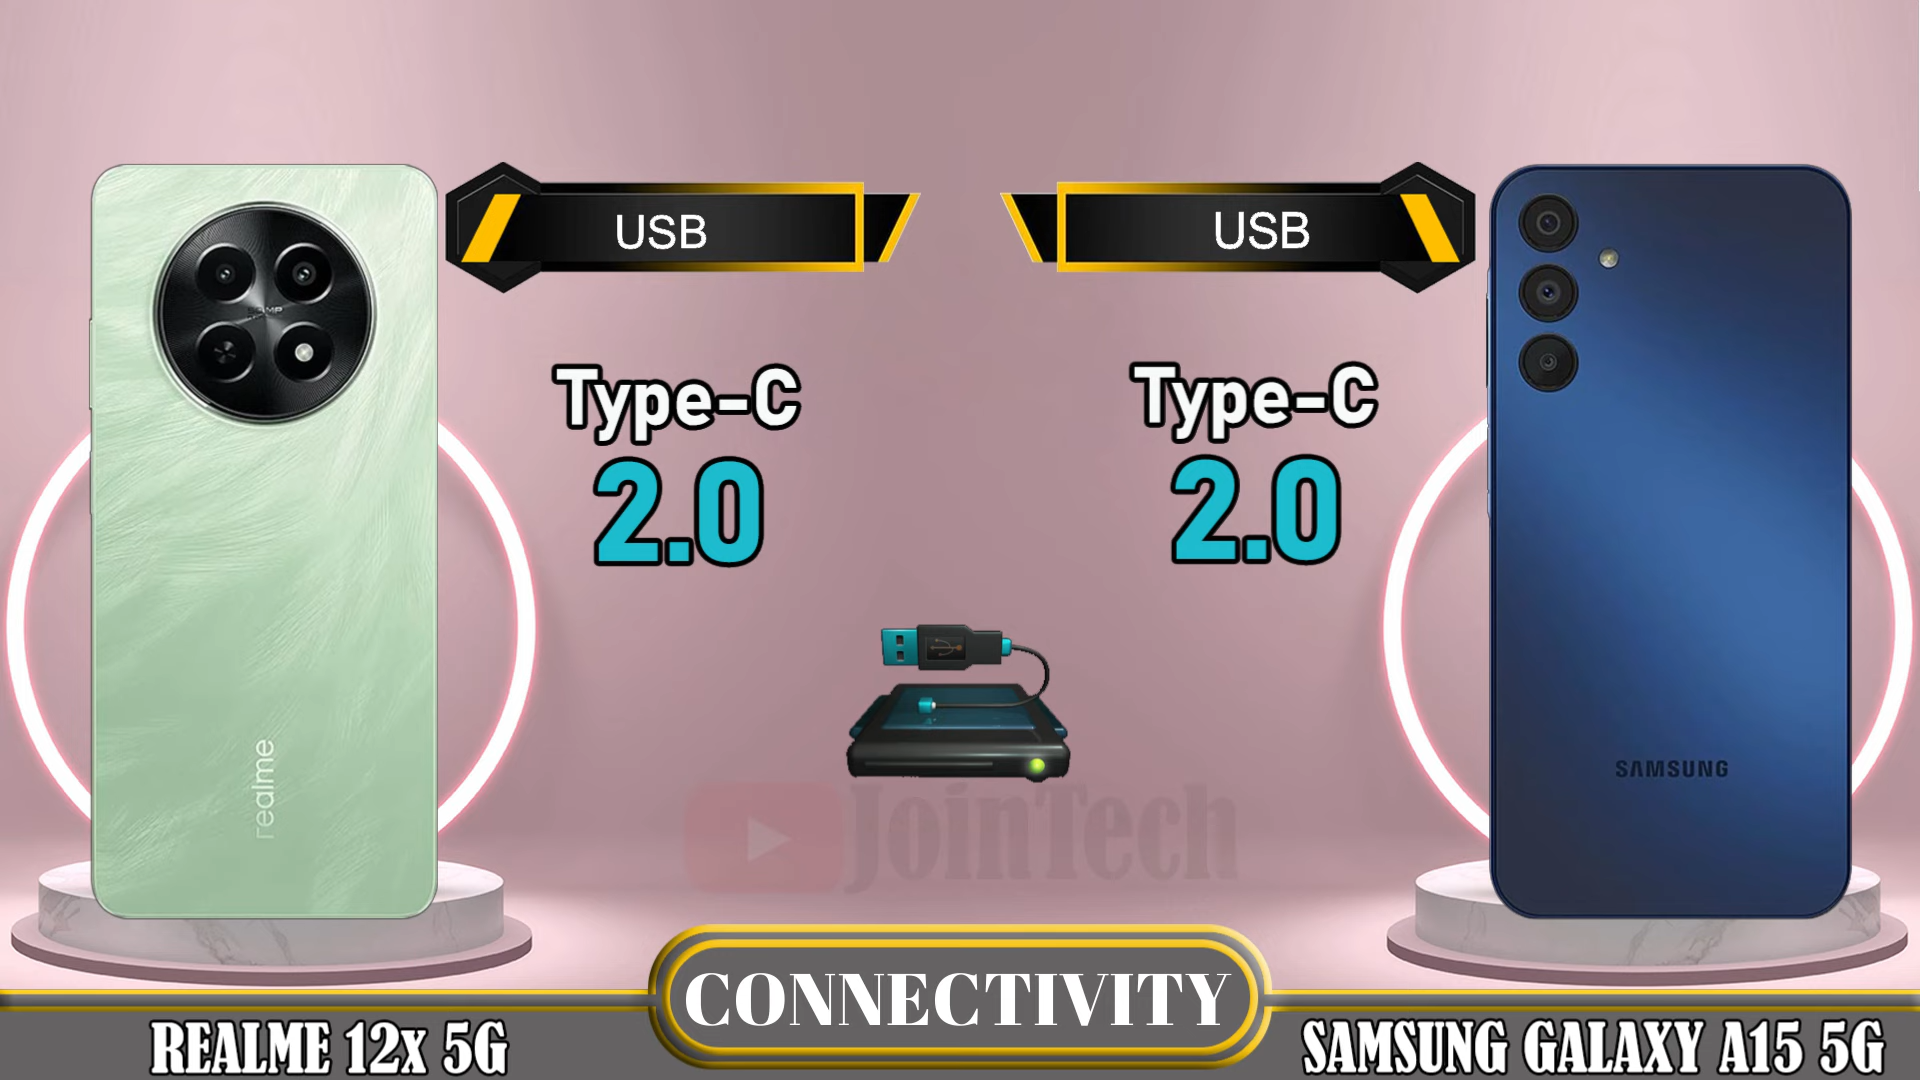 USB
USB
Type-C
2.0
Type-C
2.0
realme
SAMSUNG
JoinTech
CONNECTIVITY
REALME 12x 5G
SAMSUNG GALAXY A15 5G